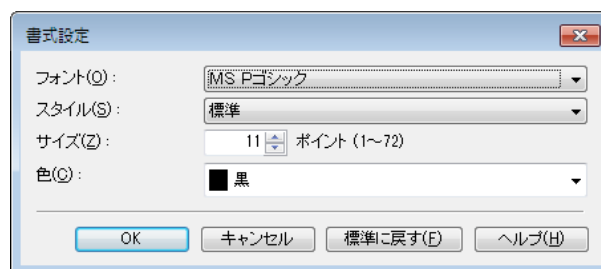 書式設定
フォント(O): MS Pゴシック
スタイル(S): 標準
サイズ(Z): 11 ポイント (1~72)
色(C): 黒
OK キャンセル 標準に戻す(F) ヘルプ(H)